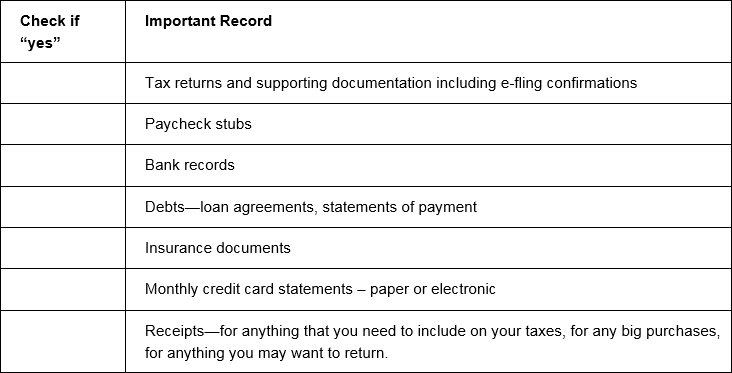 Check if
“yes”
Important Record
Tax returns and supporting documentation including e-fling confirmations
Paycheck stubs
Bank records
Debts—loan agreements, statements of payment
Insurance documents
Monthly credit card statements – paper or electronic
Receipts—for anything that you need to include on your taxes, for any big purchases,
for anything you may want to return.